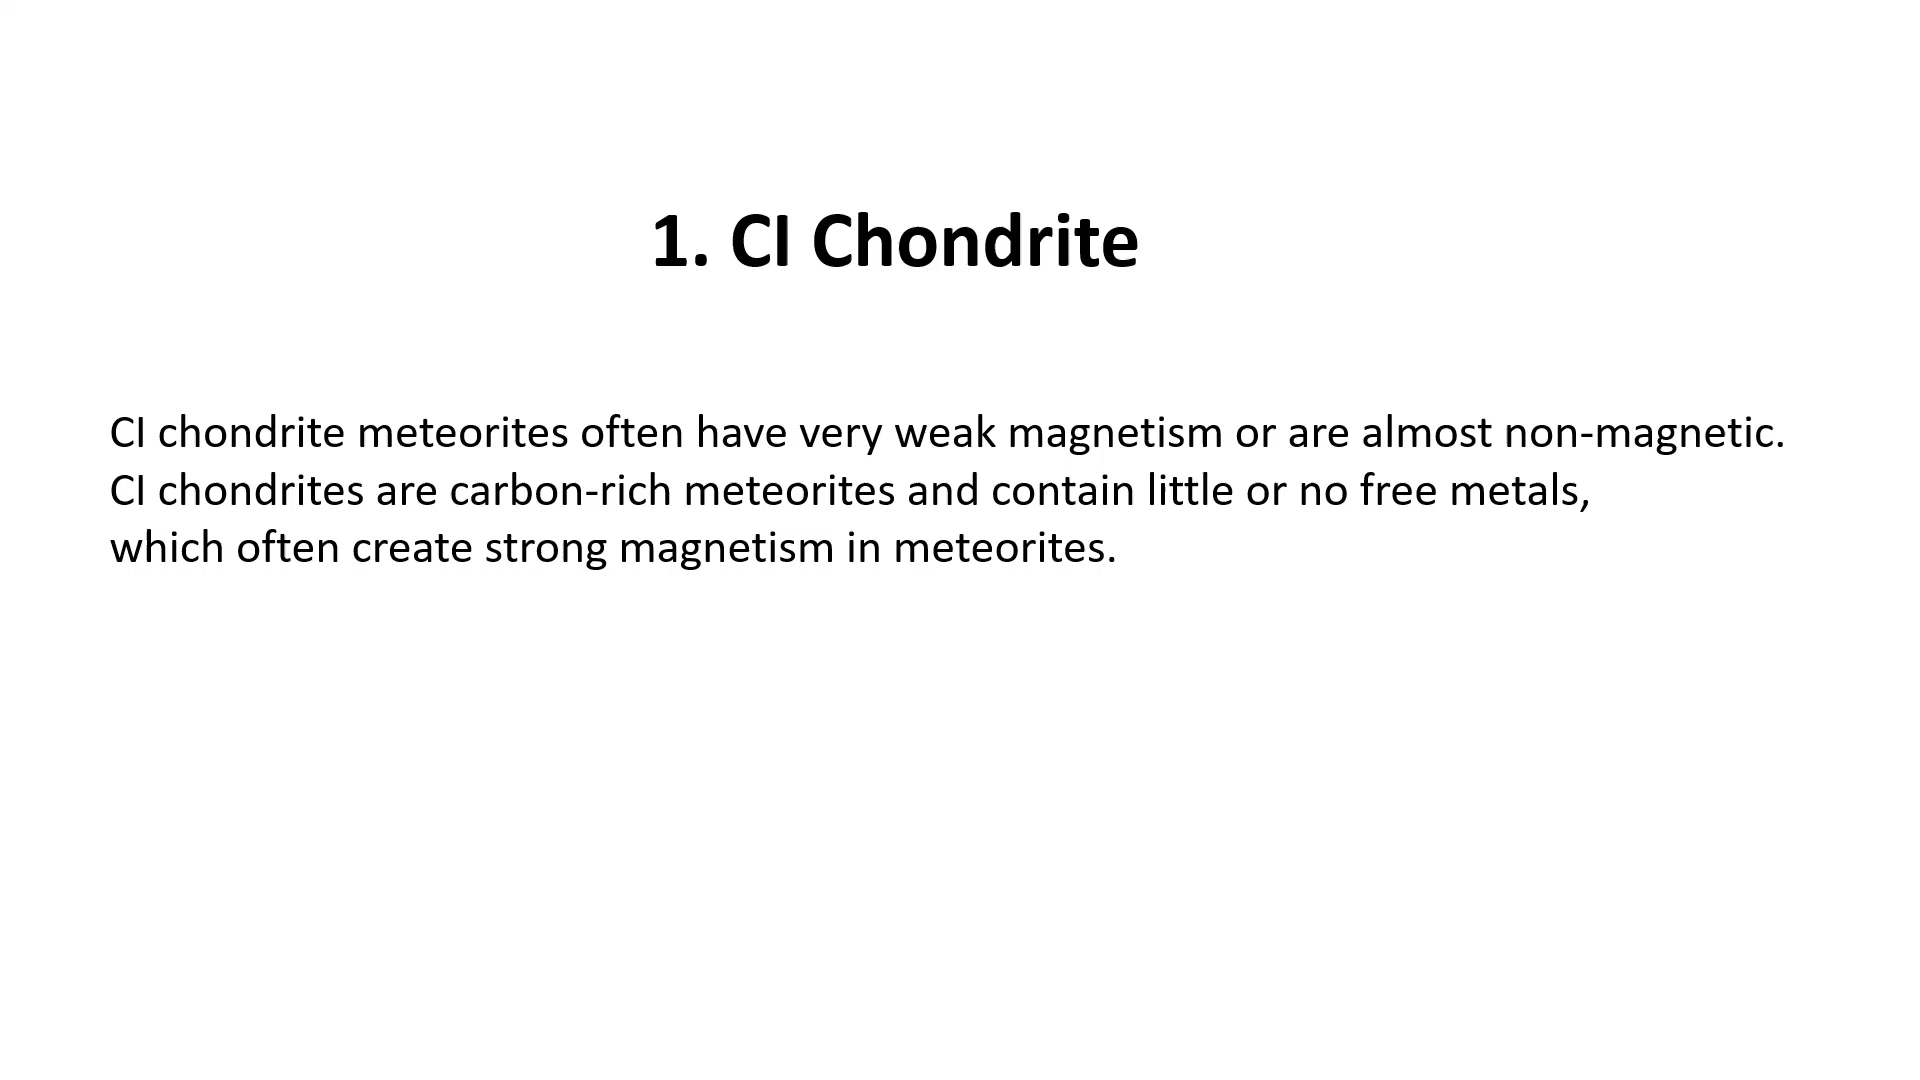 1. CI Chondrite
CI chondrite meteorites often have very weak magnetism or are almost non-magnetic.
CI chondrites are carbon-rich meteorites and contain little or no free metals,
which often create strong magnetism in meteorites.